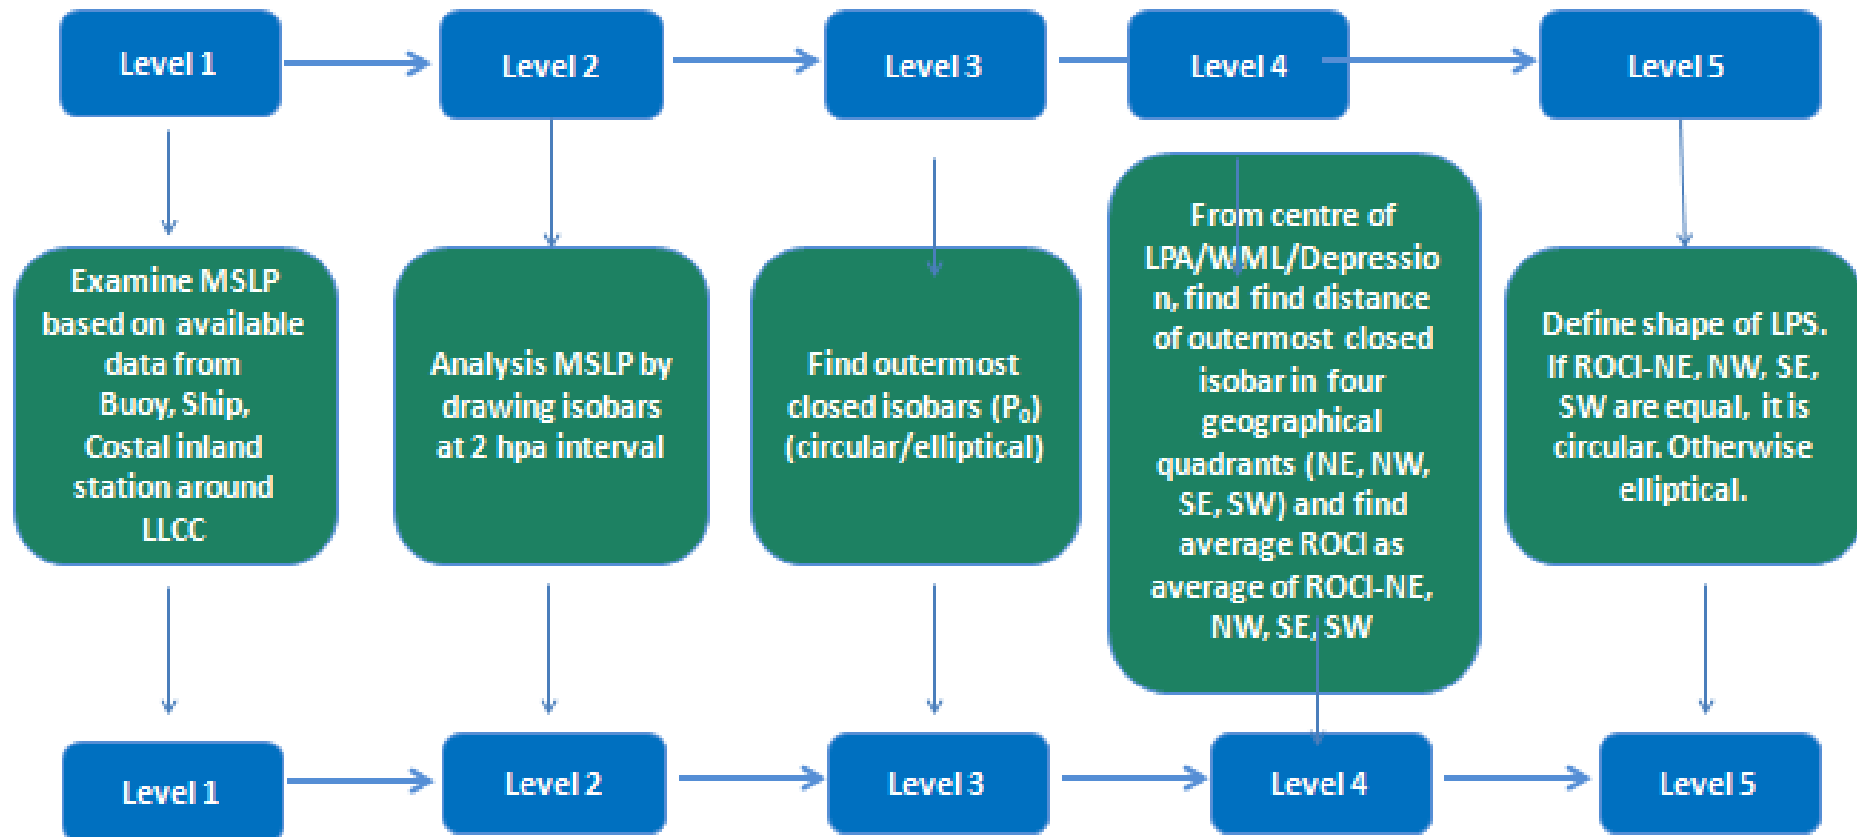 Level 1
Level 2
Level 3
Level 4
Level 5
Examine MSLP
based on available
data from
Buoy, Ship,
Costal inland
station around
LLCC
Analysis MSLP by
drawing isobars
at 2 hpa interval
Find outermost
closed isobars (P₀)
(circular/elliptical)
From centre of
LPA/WML/Depressio
n, find find distance
of outermost closed
isobar in four
geographical
quadrants (NE, NW,
SE, SW) and find
average ROCI as
average of ROCI-NE,
NW, SE, SW
Define shape of LPS.
If ROCI-NE, NW, SE,
SW are equal, it is
circular. Otherwise
elliptical.
Level 1
Level 2
Level 3
Level 4
Level 5